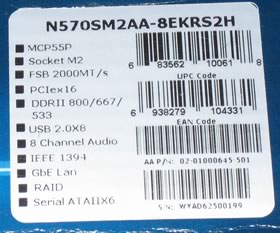 N570SM2AA-8EKRS2H
MCP55P
Socket M2
FSB 2000MT/s
PCIex16
DDRII 800/667/
533
USB 2.0X8
8 Channel Audio
IEEE 1394
GbE Lan
RAID
Serial ATAIIX6
6 83562 10061 8
UPC Code
6 938279 104331
EAN Code
AA P/N: 02-01000645-501
S/N: WYAD62500199